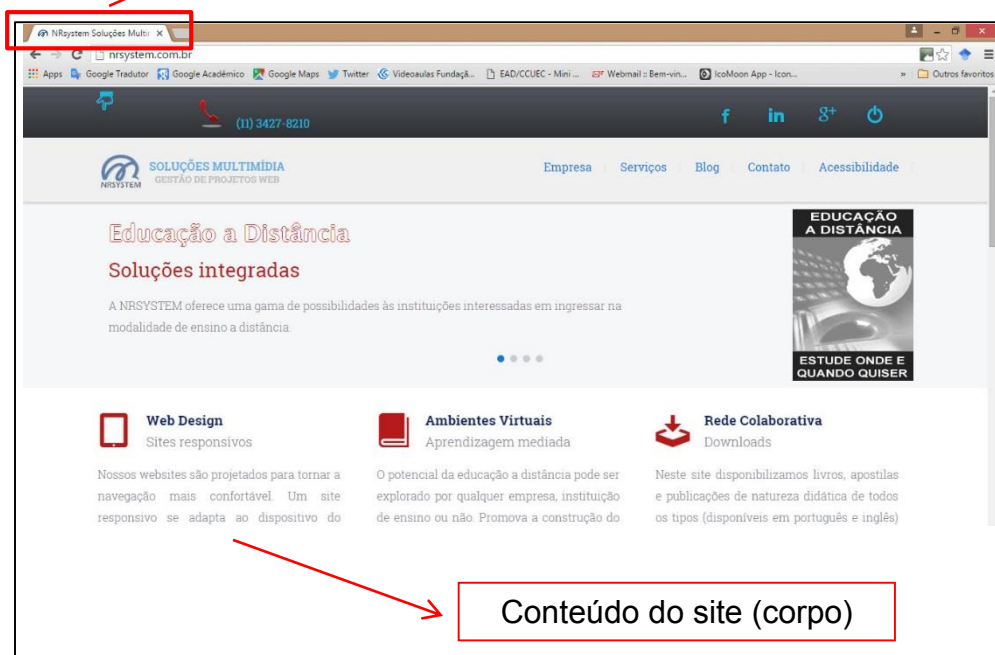 NRsystem Soluções Multir
nrsystem.com.br
Apps Google Tradutor Google Acadêmico Google Maps Twitter Videoaulas Fundaçã... EAD/CCUEC - Mini ... Webmail :: Bem-vin... IcoMoon App - Icon... » Outros favoritos
(11) 3427-8210
f in 8+
NRSYSTEM
SOLUÇÕES MULTIMÍDIA
GESTÃO DE PROJETOS WEB
Empresa Serviços Blog Contato Acessibilidade
Educação a Distância
Soluções integradas
A NRSYSTEM oferece uma gama de possibilidades às instituições interessadas em ingressar na
modalidade de ensino a distância.
EDUCAÇÃO
A DISTÂNCIA
ESTUDE ONDE E
QUANDO QUISER
Web Design
Sites responsivos
Nossos websites são projetados para tornar a
navegação mais confortável. Um site
responsivo se adapta ao dispositivo do
Ambientes Virtuais
Aprendizagem mediada
O potencial da educação a distância pode ser
explorado por qualquer empresa, instituição
de ensino ou não. Promova a construção do
Rede Colaborativa
Downloads
Neste site disponibilizamos livros, apostilas
e publicações de natureza didática de todos
os tipos (disponíveis em português e inglês)
Conteúdo do site (corpo)